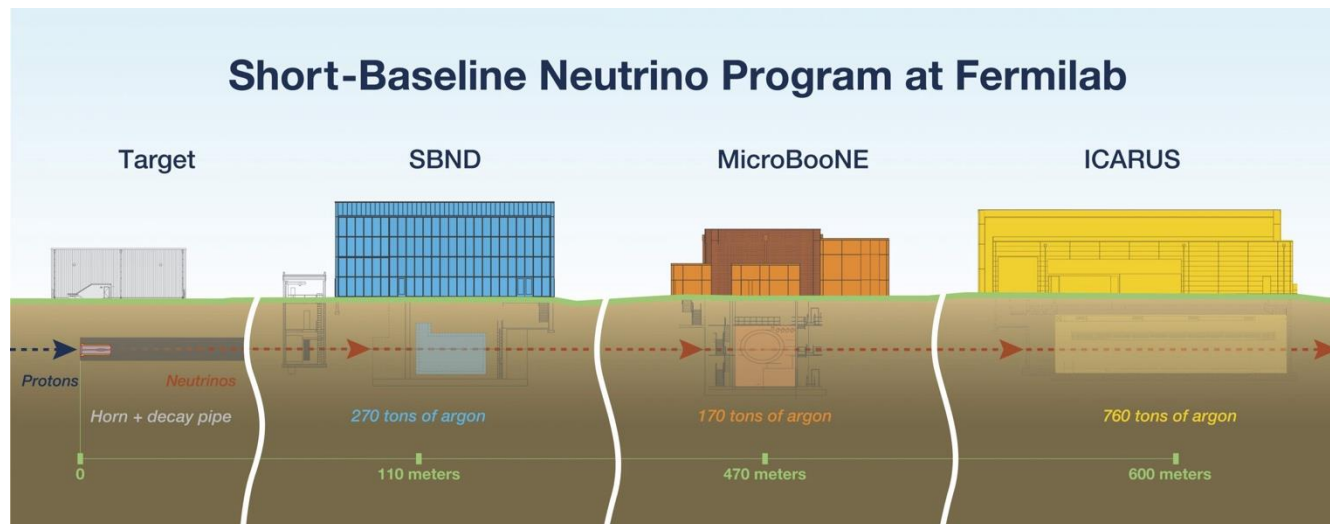 Short-Baseline Neutrino Program at Fermilab
Target
SBND
MicroBooNE
ICARUS
Protons
Neutrinos
Horn + decay pipe
270 tons of argon
170 tons of argon
760 tons of argon
0
110 meters
470 meters
600 meters